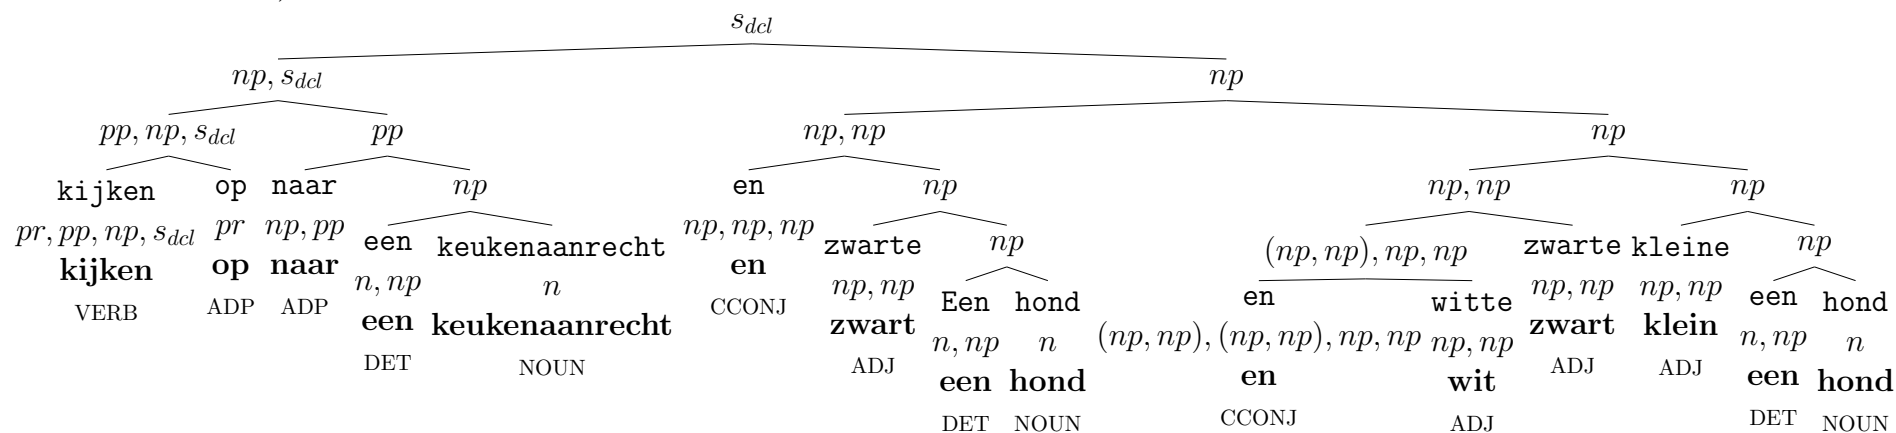 s_dcl
np, s_dcl np
pp, np, s_dcl pp np, np np
kijken op naar np en np np, np np
pr, pp, np, s_dcl pr np, pp een keukenaanrecht np, np, np zwarte np (np, np), np, np zwarte kleine np
kijken op naar n, np n en np, np Een hond en witte np, np np, np een hond
VERB ADP ADP een keukenaanrecht CCONJ zwart n, np n (np, np), (np, np), np, np np, np zwart klein n, np n
DET NOUN ADJ een hond en wit ADJ ADJ een hond
DET NOUN CCONJ ADJ DET NOUN